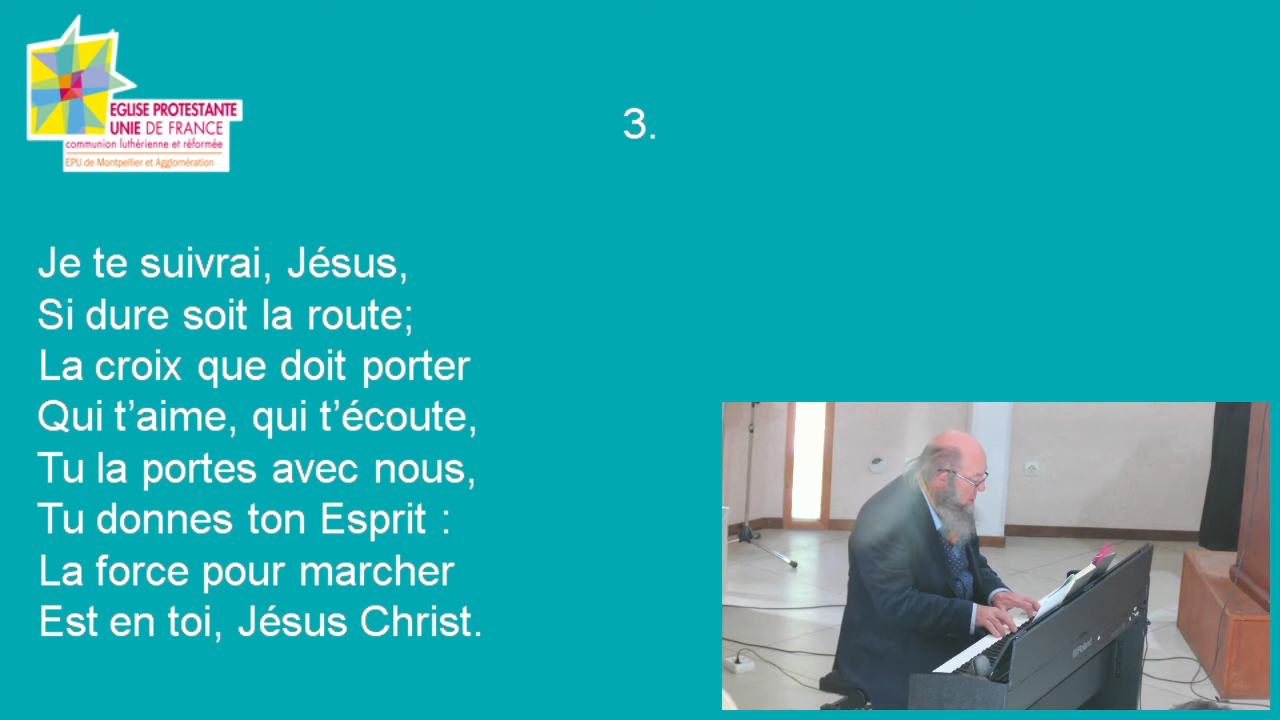 EGLISE PROTESTANTE
UNIE DE FRANCE
communion luthérienne et réformée
EPU de Montpellier et Agglomération
3.
Je te suivrai, Jésus,
Si dure soit la route;
La croix que doit porter
Qui t’aime, qui t’écoute,
Tu la portes avec nous,
Tu donnes ton Esprit :
La force pour marcher
Est en toi, Jésus Christ.
Roland